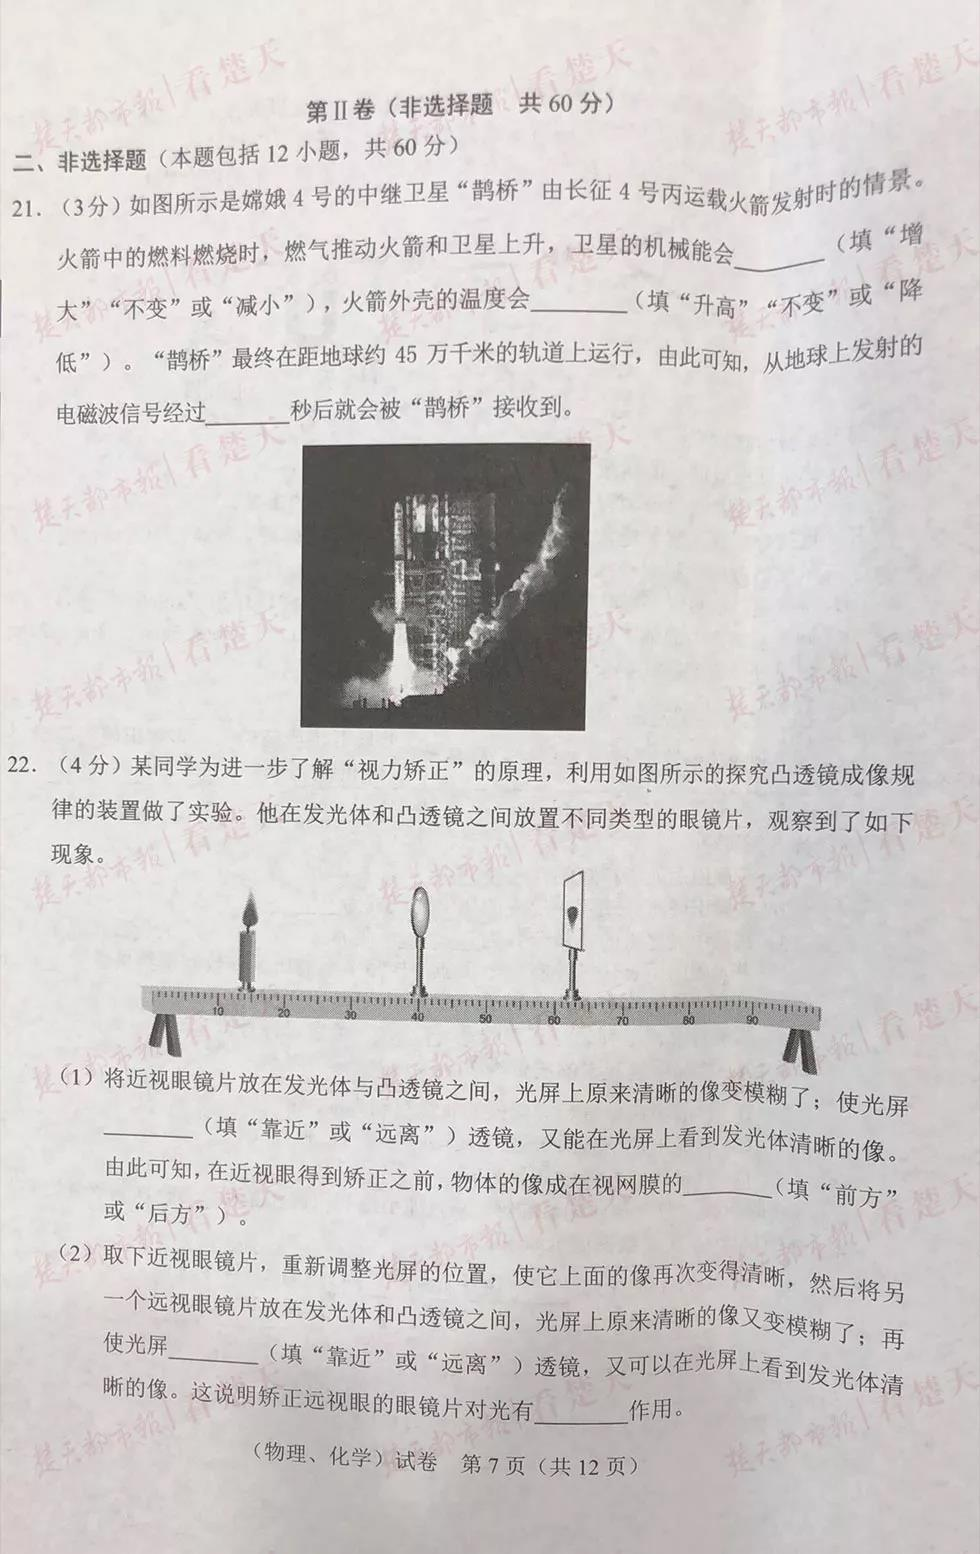 第Ⅱ卷（非选择题　共 60 分）
二、非选择题（本题包括 12 小题，共 60 分）
21．（3分）如图所示是嫦娥 4 号的中继卫星“鹊桥”由长征 4 号丙运载火箭发射时的情景。
火箭中的燃料燃烧时，燃气推动火箭和卫星上升，卫星的机械能会______（填“增
大”“不变”或“减小”），火箭外壳的温度会______（填“升高”“不变”或“降
低”）。“鹊桥”最终在距地球约 45 万千米的轨道上运行，由此可知，从地球上发射的
电磁波信号经过______秒后就会被“鹊桥”接收到。
22．（4 分）某同学为进一步了解“视力矫正”的原理，利用如图所示的探究凸透镜成像规
律的装置做了实验。他在发光体和凸透镜之间放置不同类型的眼镜片，观察到了如下
现象。
10 20 30 40 50 60 70 80 90
（1）将近视眼镜片放在发光体与凸透镜之间，光屏上原来清晰的像变模糊了；使光屏
______（填“靠近”或“远离”）透镜，又能在光屏上看到发光体清晰的像。
由此可知，在近视眼得到矫正之前，物体的像成在视网膜的______（填“前方”
或“后方”）。
（2）取下近视眼镜片，重新调整光屏的位置，使它上面的像再次变得清晰，然后将另
一个远视眼镜片放在发光体和凸透镜之间，光屏上原来清晰的像又变模糊了；再
使光屏______（填“靠近”或“远离”）透镜，又可以在光屏上看到发光体清
晰的像。这说明矫正远视眼的眼镜片对光有______作用。
（物理、化学）试卷　第 7 页（共 12 页）
楚天都市报|看楚天